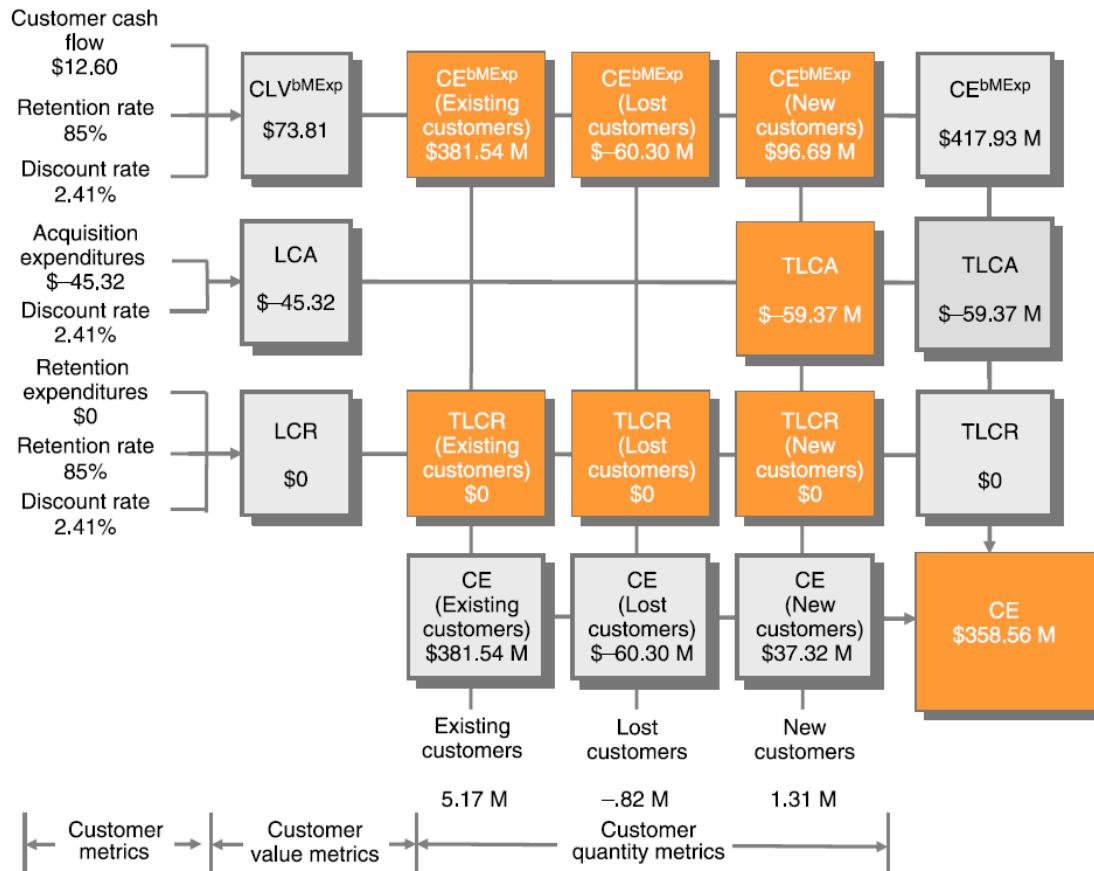 Customer cash
flow
$12.60
Retention rate
85%
Discount rate
2.41%
CLVbMExp
$73.81
CEbMExp
(Existing
customers)
$381.54 M
CEbMExp
(Lost
customers)
$–60.30 M
CEbMExp
(New
customers)
$96.69 M
CEbMExp
$417.93 M
Acquisition
expenditures
$–45.32
Discount rate
2.41%
LCA
$–45.32
TLCA
$–59.37 M
TLCA
$–59.37 M
Retention
expenditures
$0
Retention rate
85%
Discount rate
2.41%
LCR
$0
TLCR
(Existing
customers)
$0
TLCR
(Lost
customers)
$0
TLCR
(New
customers)
$0
TLCR
$0
CE
(Existing
customers)
$381.54 M
CE
(Lost
customers)
$–60.30 M
CE
(New
customers)
$37.32 M
CE
$358.56 M
Existing
customers
5.17 M
Lost
customers
–.82 M
New
customers
1.31 M
Customer
metrics
Customer
value metrics
Customer
quantity metrics